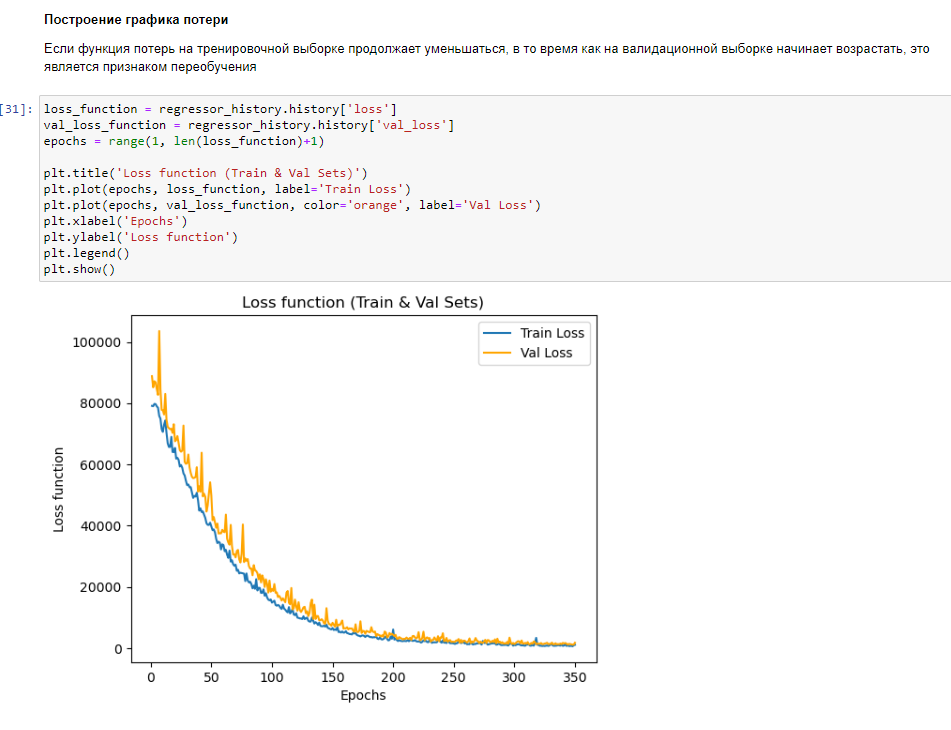 Построение графика потери
Если функция потерь на тренировочной выборке продолжает уменьшаться, в то время как на валидационной выборке начинает возрастать, это
является признаком переобучения
[31]:
loss_function = regressor_history.history['loss']
val_loss_function = regressor_history.history['val_loss']
epochs = range(1, len(loss_function)+1)
plt.title('Loss function (Train & Val Sets)')
plt.plot(epochs, loss_function, label='Train Loss')
plt.plot(epochs, val_loss_function, color='orange', label='Val Loss')
plt.xlabel('Epochs')
plt.ylabel('Loss function')
plt.legend()
plt.show()
Loss function (Train & Val Sets)
Train Loss
Val Loss
Loss function
100000
80000
60000
40000
20000
0
0 50 100 150 200 250 300 350
Epochs